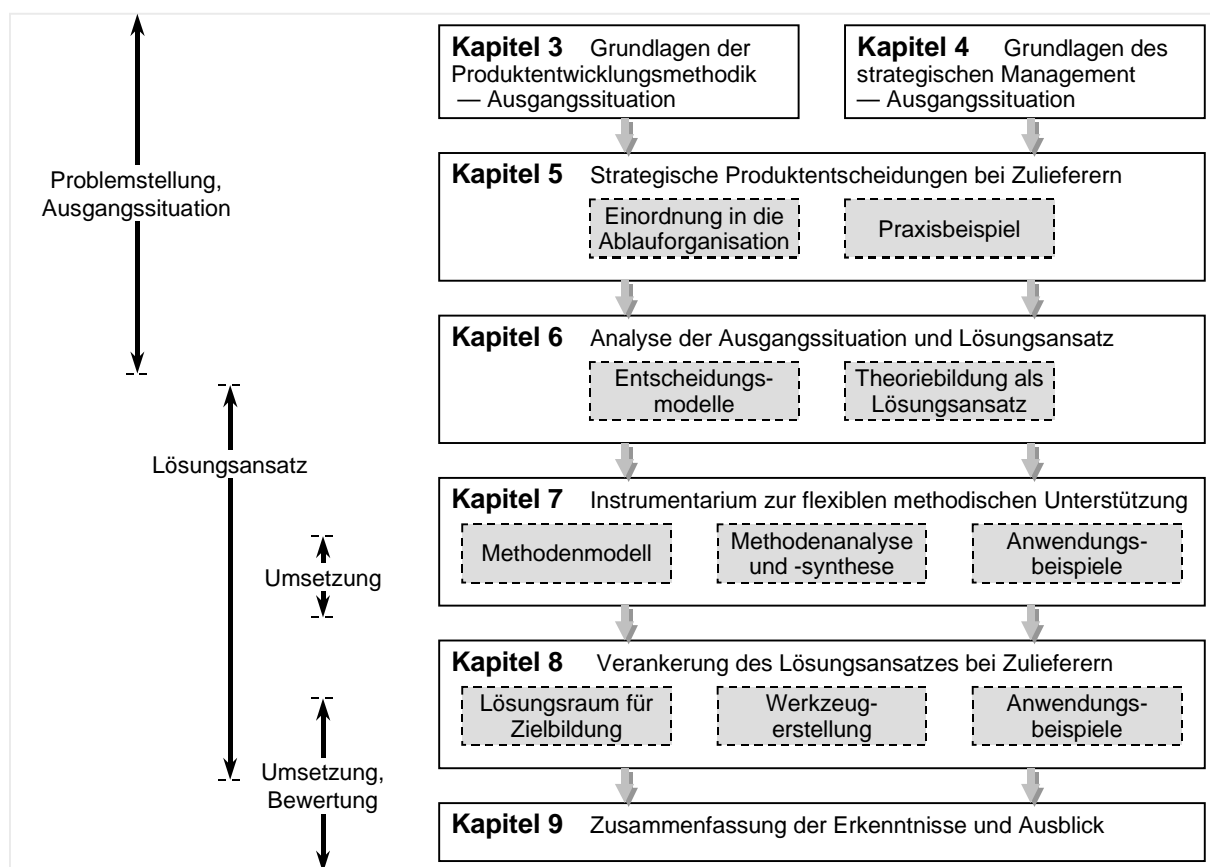 Kapitel 3 Grundlagen der
Produktentwicklungsmethodik
— Ausgangssituation
Kapitel 4 Grundlagen des
strategischen Management
— Ausgangssituation
Problemstellung,
Ausgangssituation
Kapitel 5 Strategische Produktentscheidungen bei Zulieferern
Einordnung in die
Ablauforganisation
Praxisbeispiel
Kapitel 6 Analyse der Ausgangssituation und Lösungsansatz
Entscheidungs-
modelle
Theoriebildung als
Lösungsansatz
Lösungsansatz
Kapitel 7 Instrumentarium zur flexiblen methodischen Unterstützung
Methodenmodell
Methodenanalyse
und -synthese
Anwendungs-
beispiele
Umsetzung
Kapitel 8 Verankerung des Lösungsansatzes bei Zulieferern
Lösungsraum für
Zielbildung
Werkzeug-
erstellung
Anwendungs-
beispiele
Umsetzung,
Bewertung
Kapitel 9 Zusammenfassung der Erkenntnisse und Ausblick